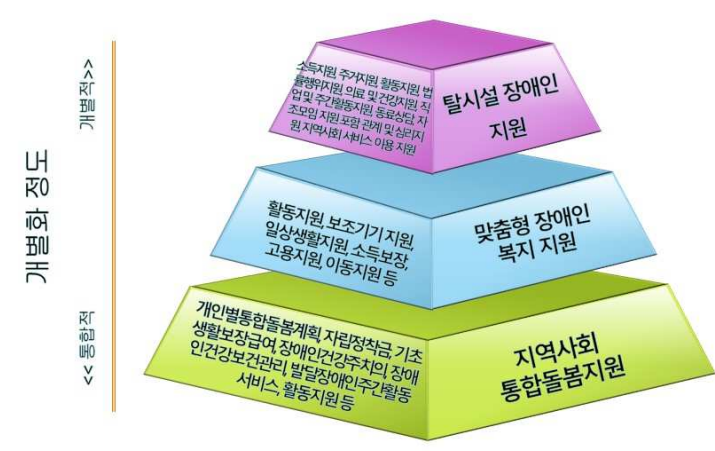 개별화 정도
개별적>>
<< 통합적
소득지원, 주거지원, 활동지원, 법
률행위지원, 의료 및 건강지원, 직
업 및 주간활동지원, 동료상담, 자
조모임 지원 포함 관계 및 심리지
원, 지역사회 서비스 이용 지원
탈시설 장애인
지원
활동지원, 보조기기 지원,
일상생활지원, 소득보장,
고용지원, 이동지원 등
맞춤형 장애인
복지 지원
개인별통합돌봄계획, 자립정착금, 기초
생활보장급여, 장애인건강주치의, 장애
인건강보건관리, 발달장애인주간활동
서비스, 활동지원 등
지역사회
통합돌봄지원